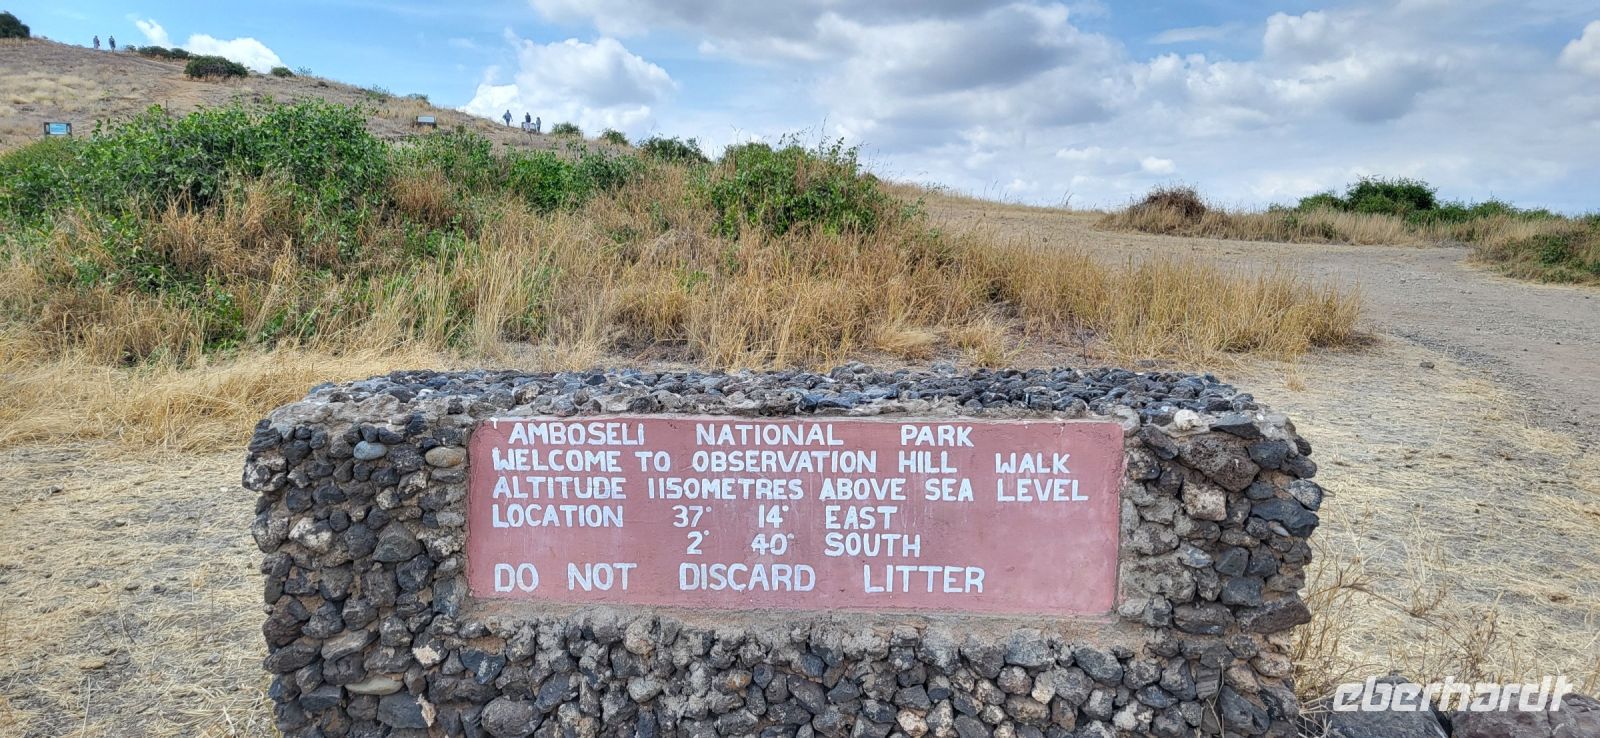 AMBOSELI NATIONAL PARK
WELCOME TO OBSERVATION HILL WALK
ALTITUDE 1150METRES ABOVE SEA LEVEL
LOCATION 37° 14° EAST
2° 40° SOUTH
DO NOT DISCARD LITTER
eberhardt